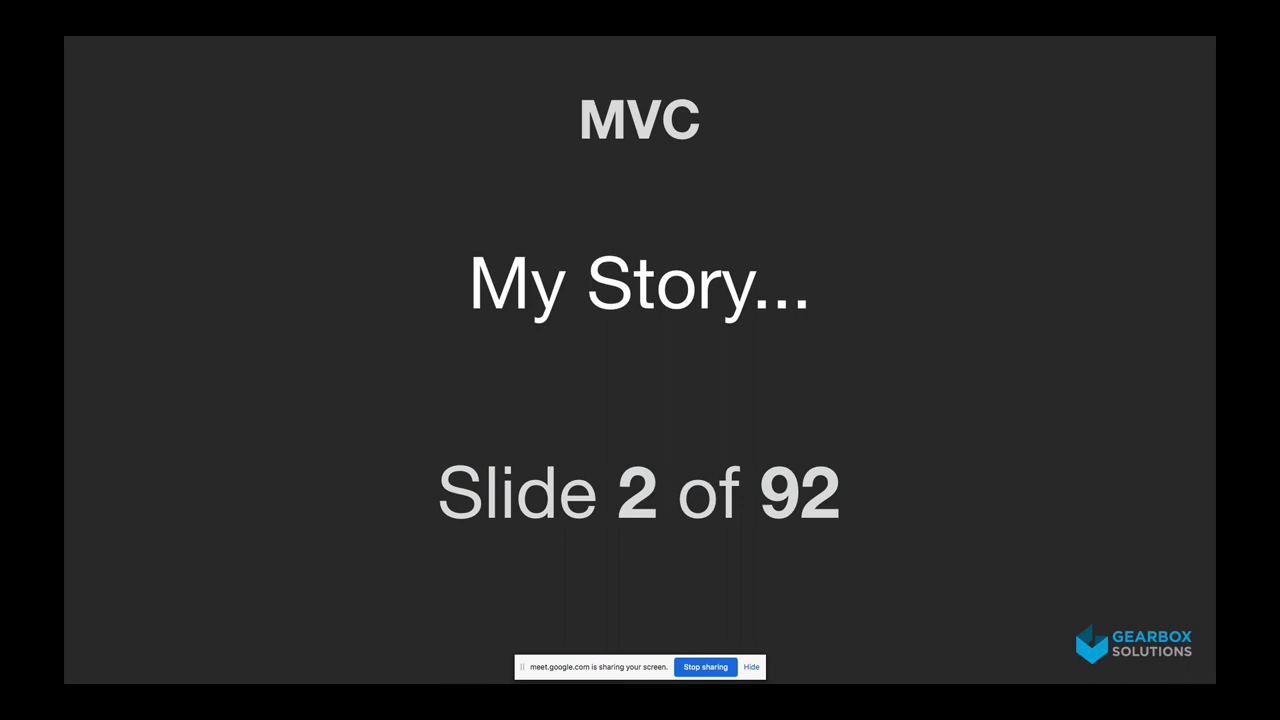 MVC
My Story...
Slide 2 of 92
GEARBOX
SOLUTIONS
meet.google.com is sharing your screen. Stop sharing Hide